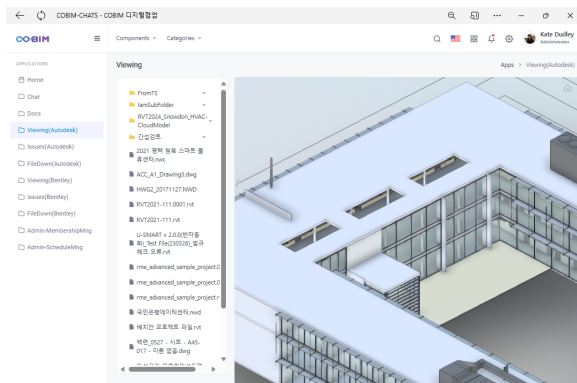 COBIM-CHATS - COBIM 디지털협업
COBIM
Components
Categories
Kate Dudley
Administrator
APPLICATIONS
Home
Chat
Docs
Viewing(Autodesk)
Issues(Autodesk)
FileDown(Autodesk)
Viewing(Bentley)
Issues(Bentley)
FileDown(Bentley)
Admin-MembershipMng
Admin-ScheduleMng
Viewing
Apps > Viewing(Autodesk)
FromTS
IamSubFolder
RVT2024_Snowdon_HVAC-
CloudModel
간섭검토
2021 평택 청북 스마트 물
류센터.nwc
ACC_A1_Drawing3.dwg
HWG2_20171127.NWD
RVT2021-111.0001.rvt
RVT2021-111.rvt
U-SMART v 2.0.0(번자동
화)_Test File(230328)_법규
체크 오류.rvt
rme_advanced_sample_project.0
rme_advanced_sample_project.0
rme_advanced_sample_project.r
국민은행데이터센터.nwd
배치안 프로젝트 파일.rvt
백련_0527 - 시트 - A45-
017 - 이름 없음.dwg